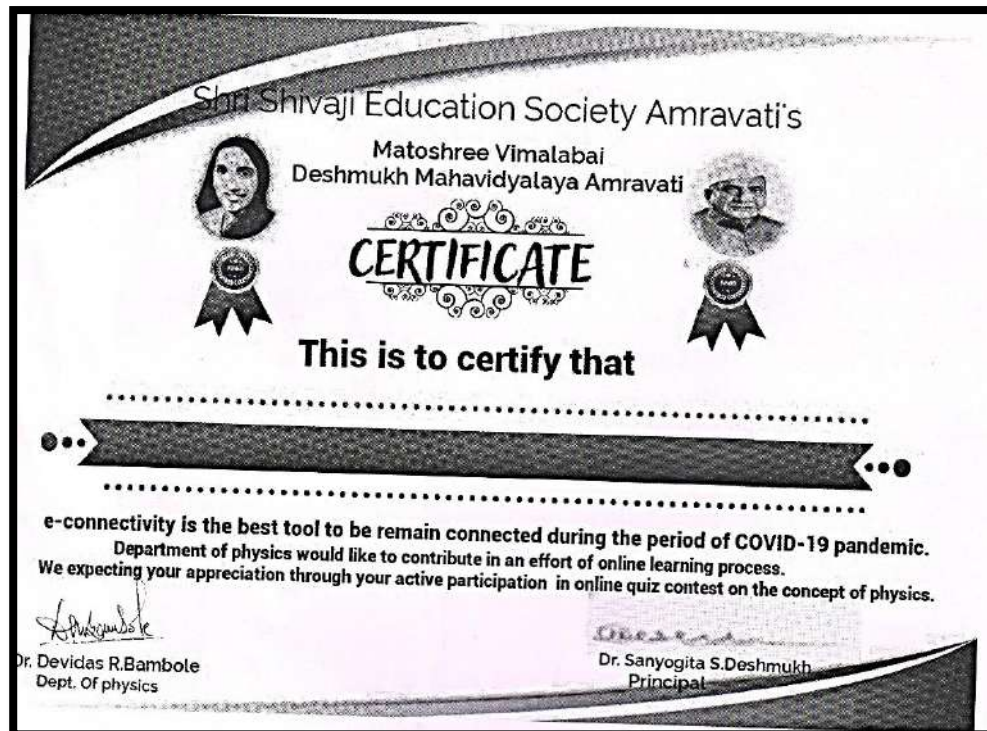 Shri Shivaji Education Society Amravati's
Matoshree Vimalabai
Deshmukh Mahavidyalaya Amravati
CERTIFICATE
This is to certify that
e-connectivity is the best tool to be remain connected during the period of COVID-19 pandemic.
Department of physics would like to contribute in an effort of online learning process.
We expecting your appreciation through your active participation in online quiz contest on the concept of physics.
Dr. Devidas R.Bambole
Dept. Of physics
Dr. Sanyogita S.Deshmukh
Principal